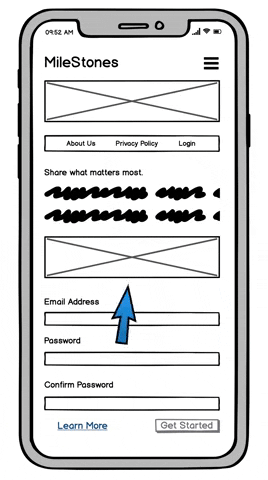 09:52 AM
MileStones
About Us Privacy Policy Login
Share what matters most.
Email Address
Password
Confirm Password
Learn More Get Started